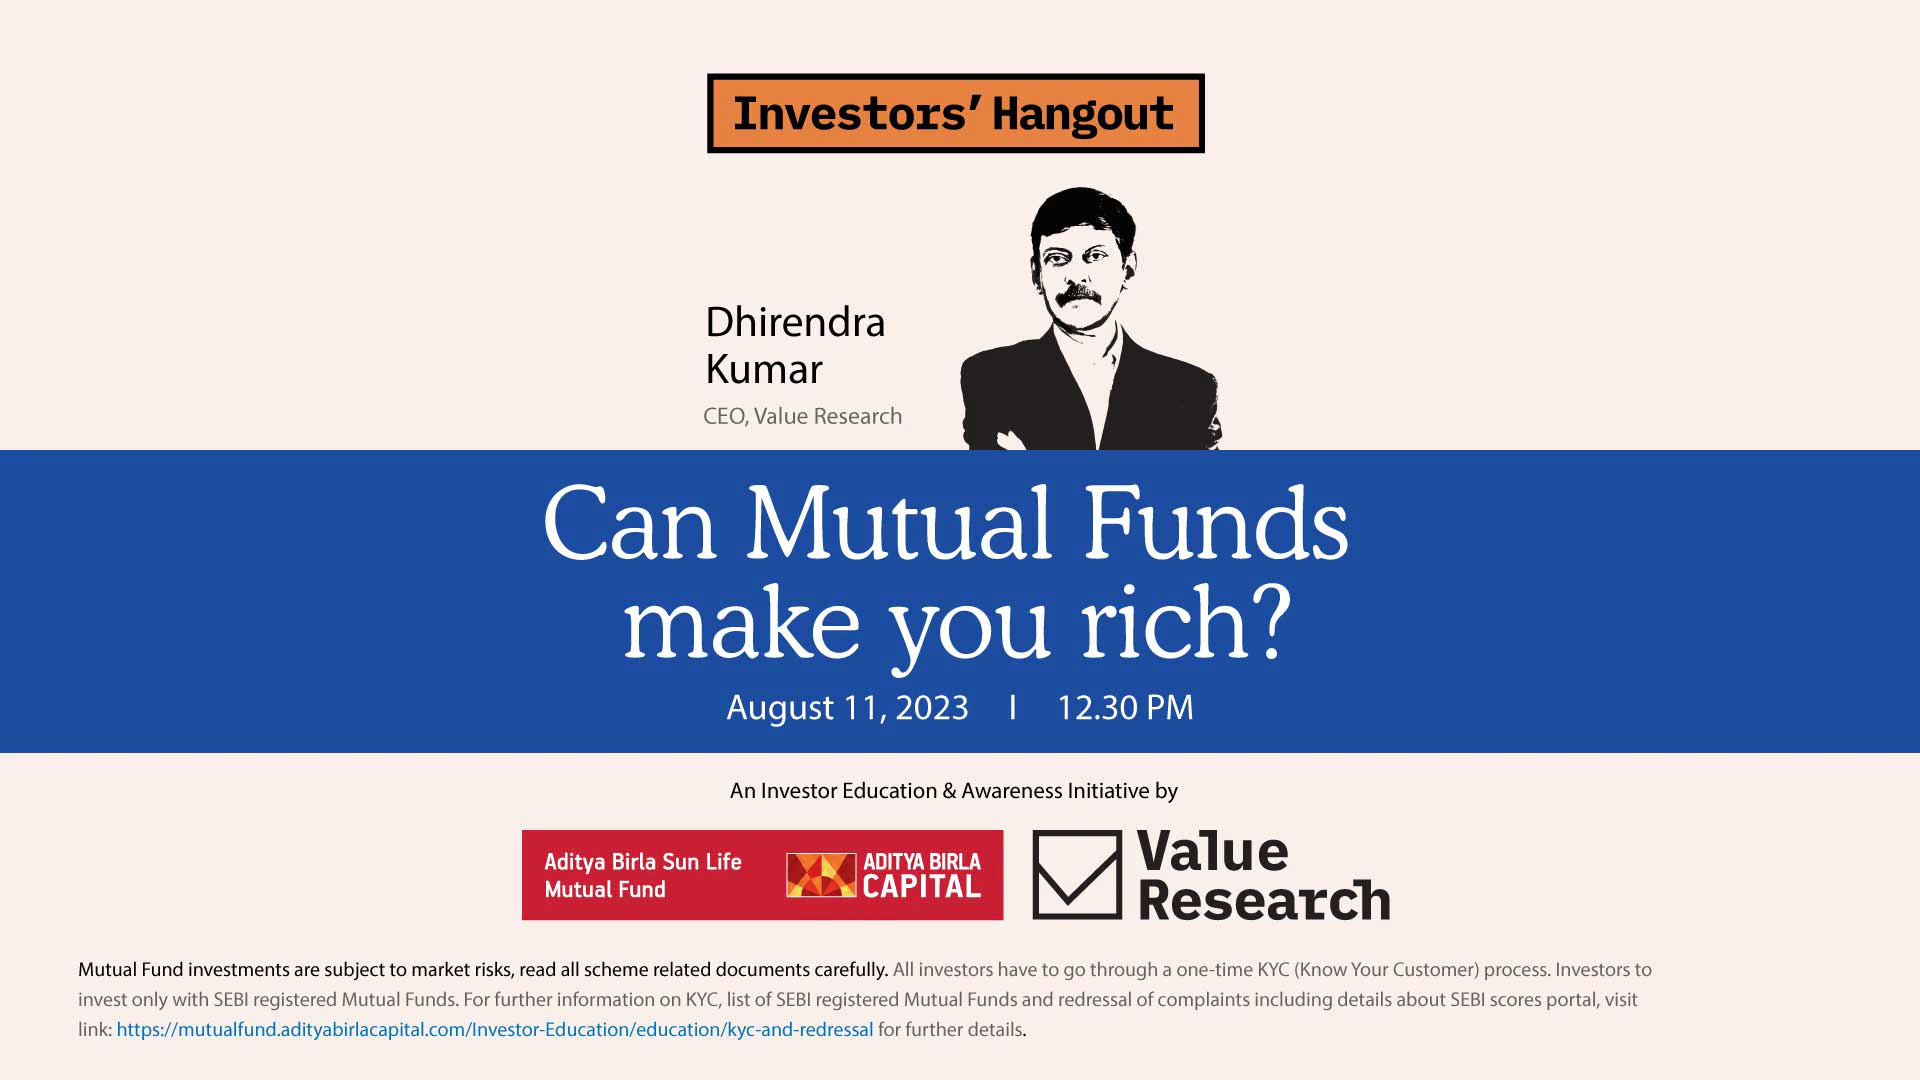 Investors’ Hangout
Dhirendra
Kumar
CEO, Value Research
Can Mutual Funds
make you rich?
August 11, 2023 | 12.30 PM
An Investor Education & Awareness Initiative by
Aditya Birla Sun Life
Mutual Fund
ADITYA BIRLA
CAPITAL
Value
Research
Mutual Fund investments are subject to market risks, read all scheme related documents carefully. All investors have to go through a one-time KYC (Know Your Customer) process. Investors to
invest only with SEBI registered Mutual Funds. For further information on KYC, list of SEBI registered Mutual Funds and redressal of complaints including details about SEBI scores portal, visit
link: https://mutualfund.adityabirlacapital.com/Investor-Education/education/kyc-and-redressal for further details.